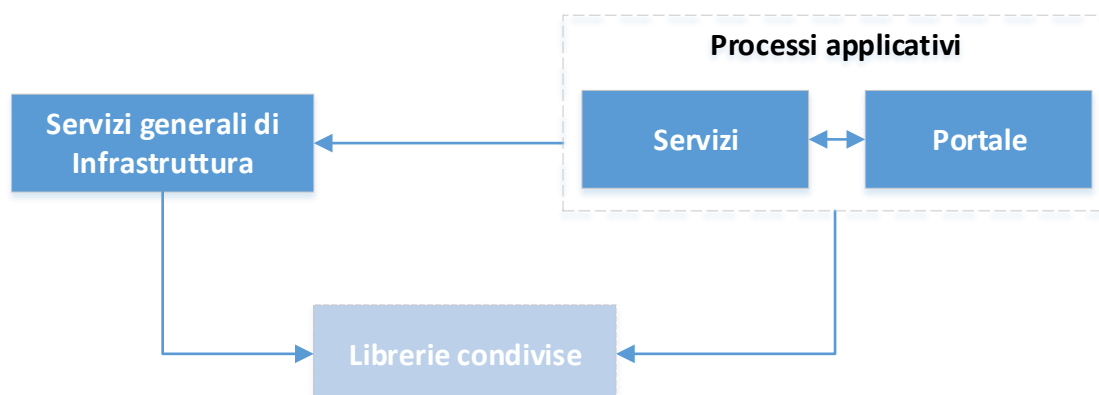 Processi applicativi
Servizi generali di
Infrastruttura
Servizi
Portale
Librerie condivise